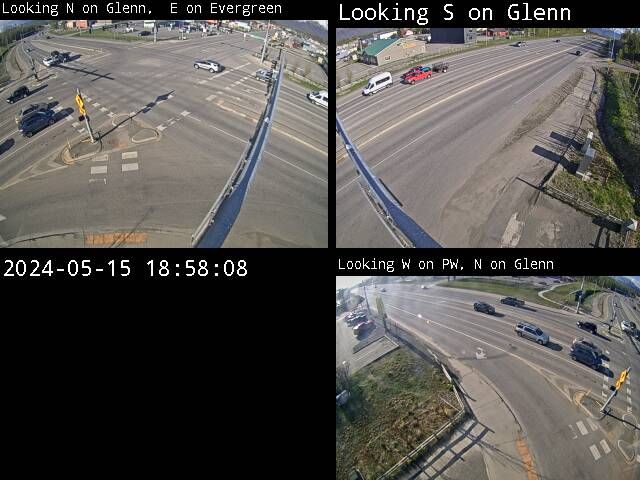 Looking N on Glenn,  E on Evergreen
Looking S on Glenn
2024-05-15 18:58:08
Looking W on PW, N on Glenn